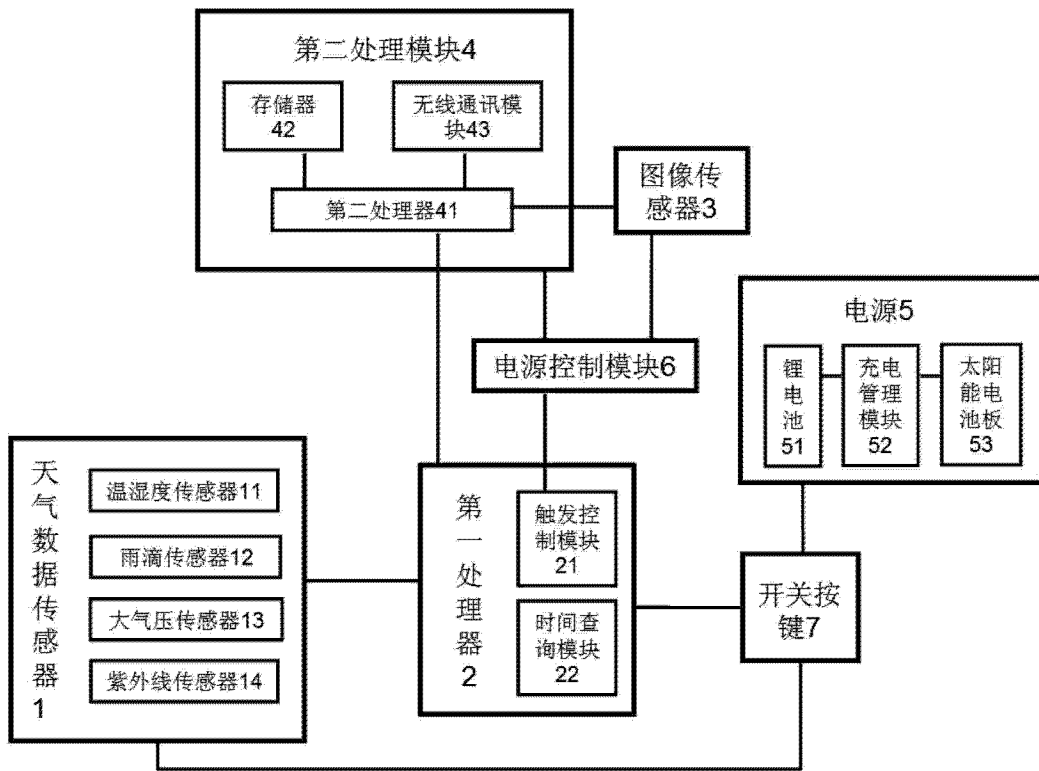 第二处理模块4
存储器
42
无线通讯模
块43
第二处理器41
图像传
感器3
电源5
锂
电
池
51
充电
管理
模块
52
太阳
能电
池板
53
电源控制模块6
天
气
数
据
传
感
器
1
温湿度传感器11
雨滴传感器12
大气压传感器13
紫外线传感器14
第
一
处
理
器
2
触发控
制模块
21
时间查
询模块
22
开关按
键7